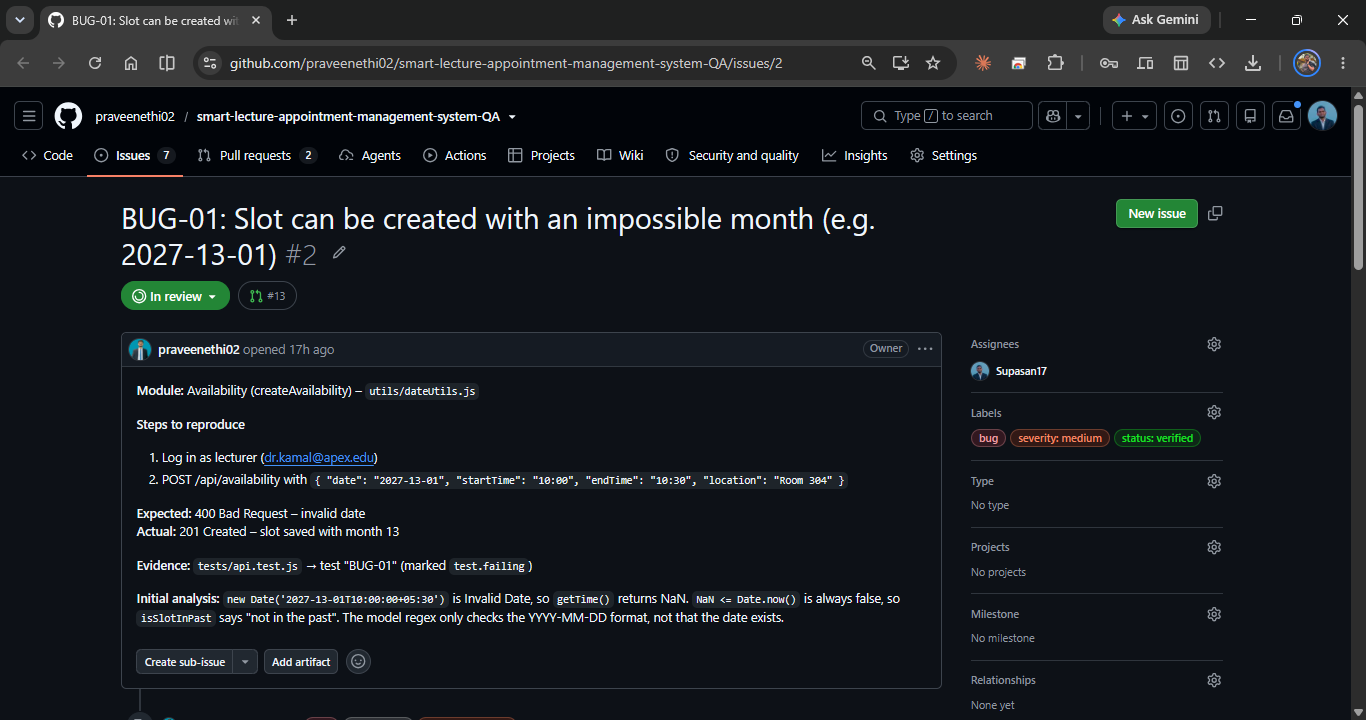 BUG-01: Slot can be created wit
Ask Gemini
github.com/praveenethi02/smart-lecture-appointment-management-system-QA/issues/2
praveenethi02 / smart-lecture-appointment-management-system-QA
Type / to search
Code
Issues 7
Pull requests 2
Agents
Actions
Projects
Wiki
Security and quality
Insights
Settings
BUG-01: Slot can be created with an impossible month (e.g.
2027-13-01) #2
New issue
In review
#13
praveenethi02 opened 17h ago
Owner
Module: Availability (createAvailability) – utils/dateUtils.js
Steps to reproduce
1. Log in as lecturer (dr.kamal@apex.edu)
2. POST /api/availability with { "date": "2027-13-01", "startTime": "10:00", "endTime": "10:30", "location": "Room 304" }
Expected: 400 Bad Request – invalid date
Actual: 201 Created – slot saved with month 13
Evidence: tests/api.test.js → test "BUG-01" (marked test.failing)
Initial analysis: new Date('2027-13-01T10:00:00+05:30') is Invalid Date, so getTime() returns NaN. NaN <= Date.now() is always false, so
isSlotInPast says "not in the past". The model regex only checks the YYYY-MM-DD format, not that the date exists.
Create sub-issue
Add artifact
Assignees
Supasan17
Labels
bug
severity: medium
status: verified
Type
No type
Projects
No projects
Milestone
No milestone
Relationships
None yet